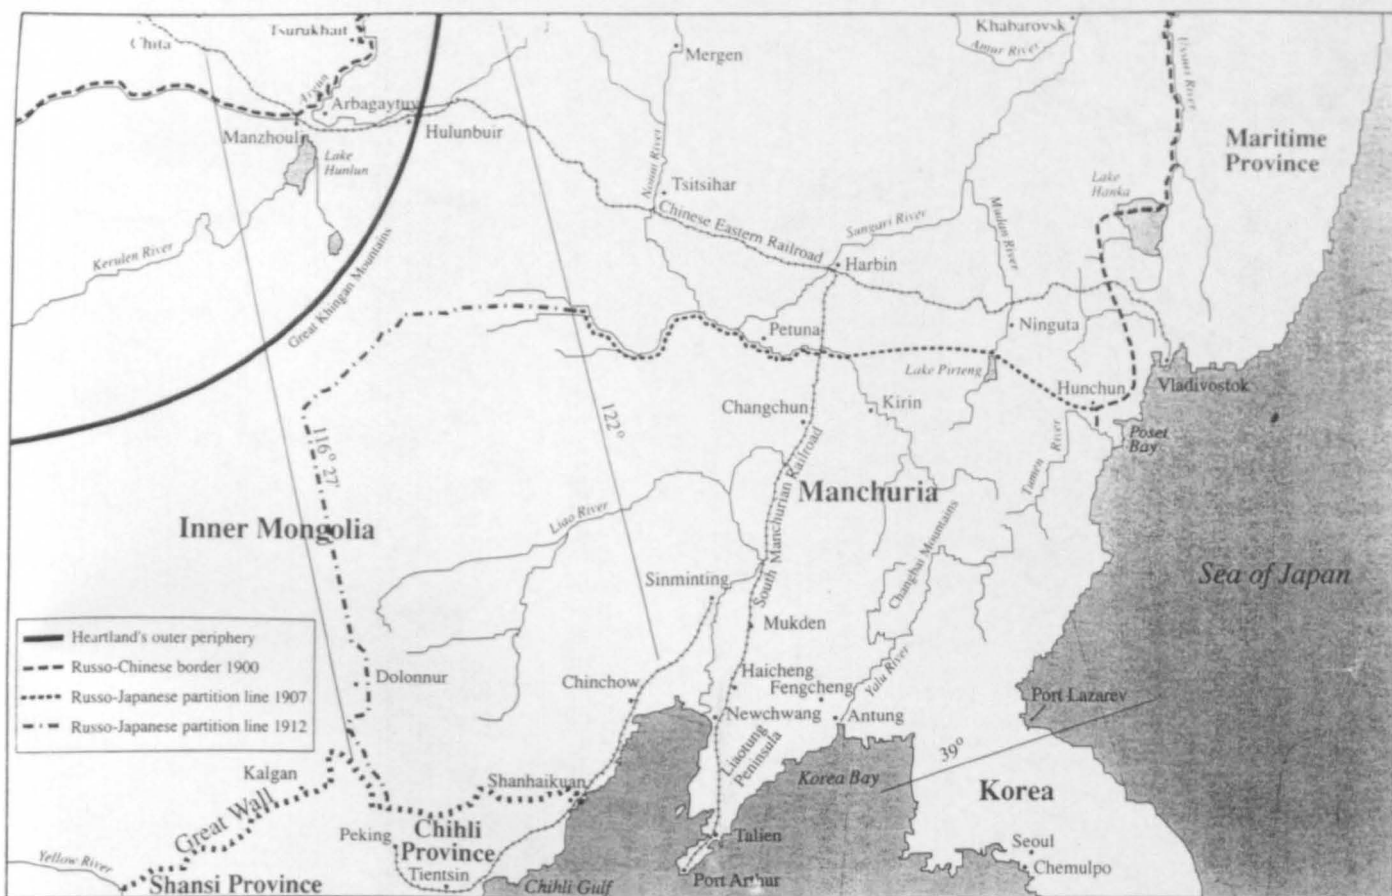 Chita
Tsurukhait
Mergen
Khabarovsk
Amur River
Ussuri River
Argun
Arbagaytuy
Manzhouli
Hulunbuir
Lake
Hunlun
Kerulen River
Great Khingan Mountains
Nonni River
Tsitsihar
Chinese Eastern Railroad
Sungari River
Harbin
Mudan River
Lake
Hanka
Maritime
Province
Petuna
Ninguta
Lake Pirteng
Hunchun
Vladivostok
Changchun
Kirin
Poset
Bay
Tumen
River
116° 27'
122°
Inner Mongolia
Liao River
South Manchurian Railroad
Manchuria
Changbai Mountains
Sea of Japan
Sinminting
Mukden
Heartland's outer periphery
Russo-Chinese border 1900
Russo-Japanese partition line 1907
Russo-Japanese partition line 1912
Dolonnur
Chinchow
Haicheng
Fengcheng
Yalu River
Port Lazarev
Newchwang
Antung
Liaotung
Peninsula
Korea Bay
39°
Korea
Kalgan
Great Wall
Shanhaikuan
Peking
Chihli
Province
Talien
Seoul
Chemulpo
Yellow River
Shansi Province
Tientsin
Chihli Gulf
Port Arthur